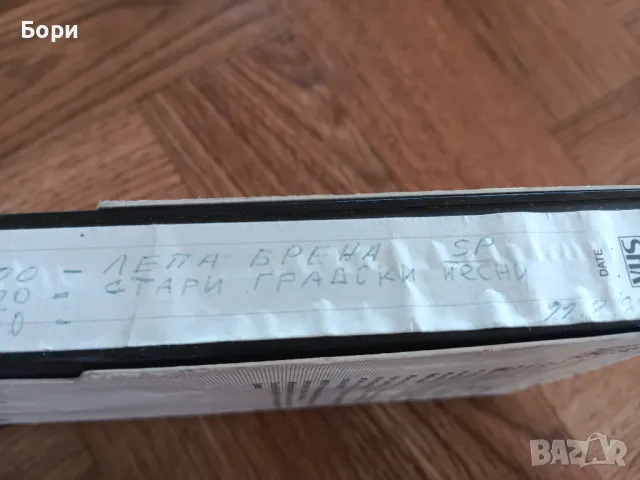 Бори
- ЛЕПА БРЕНА SP
- СТАРИ ГРАДСКИ ПЕСНИ
DATE
VHS
BAZAR